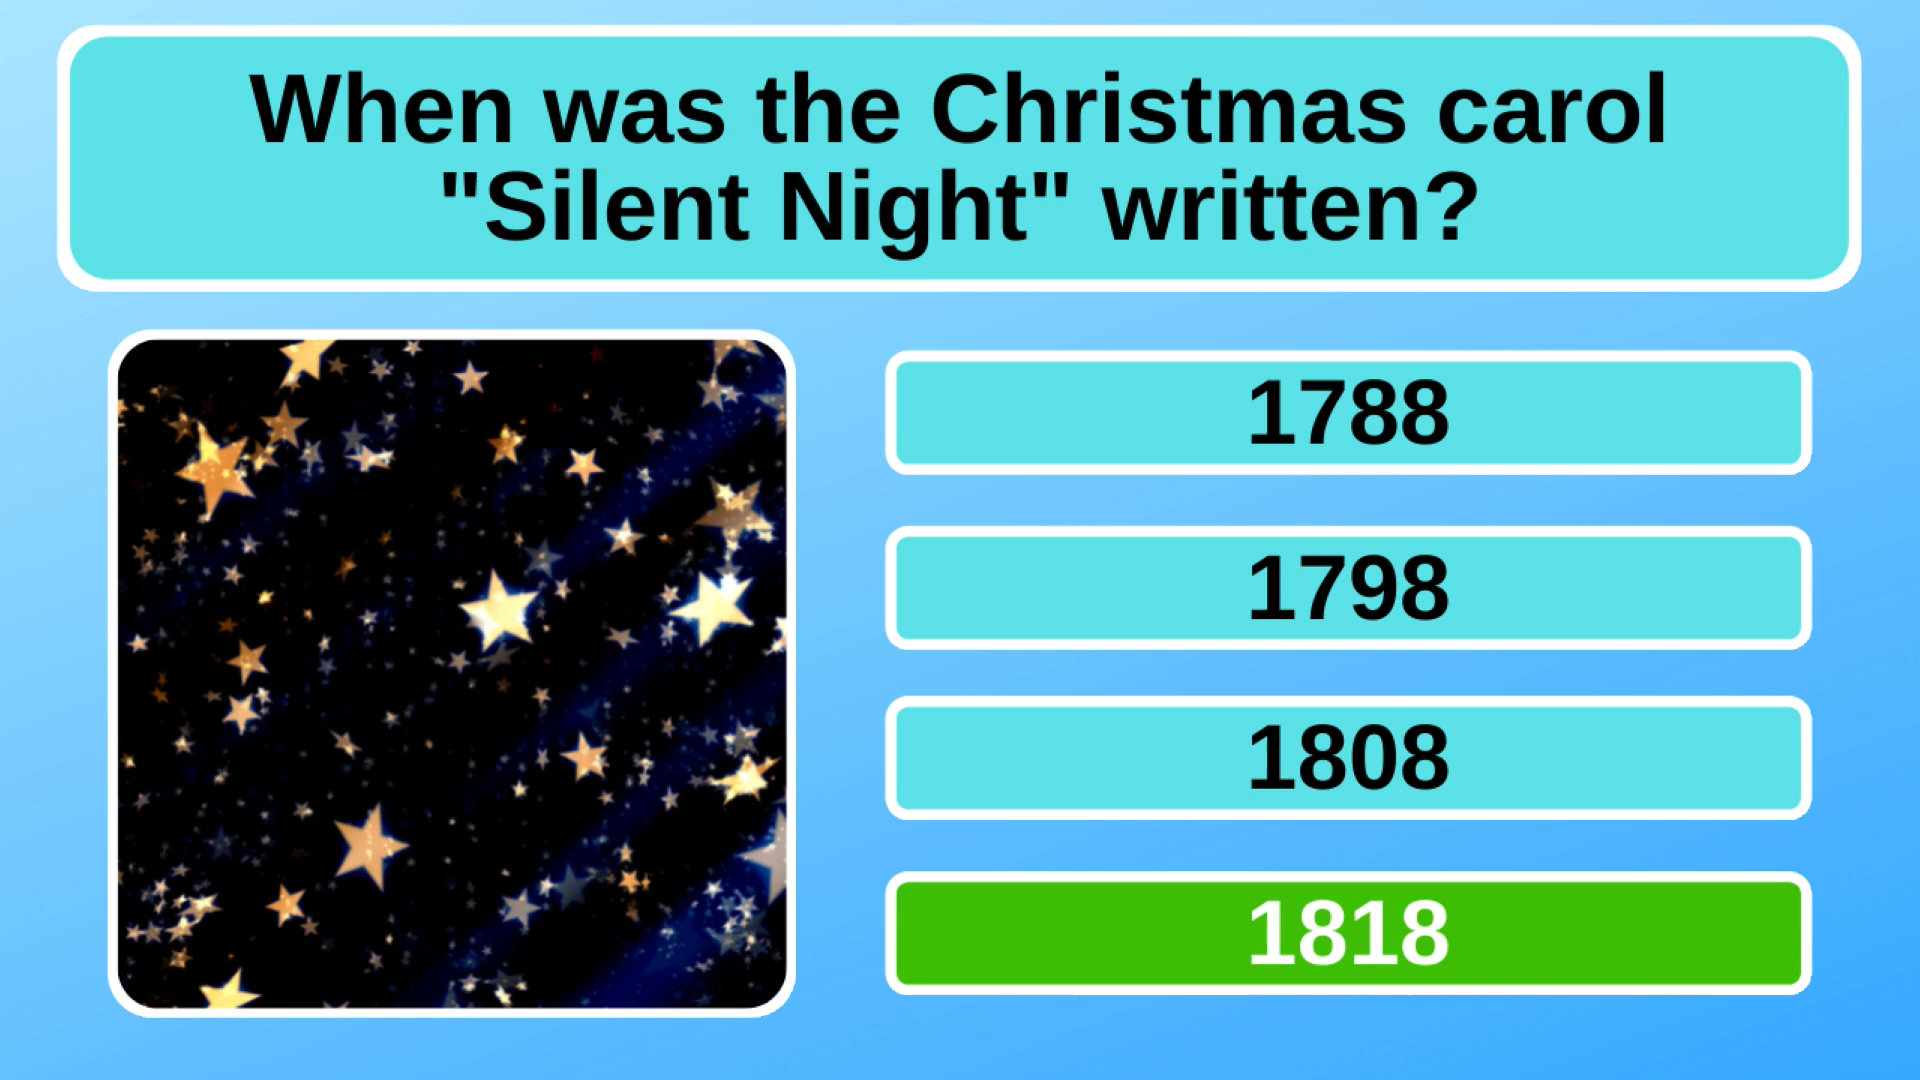 When was the Christmas carol
"Silent Night" written?
1788
1798
1808
1818